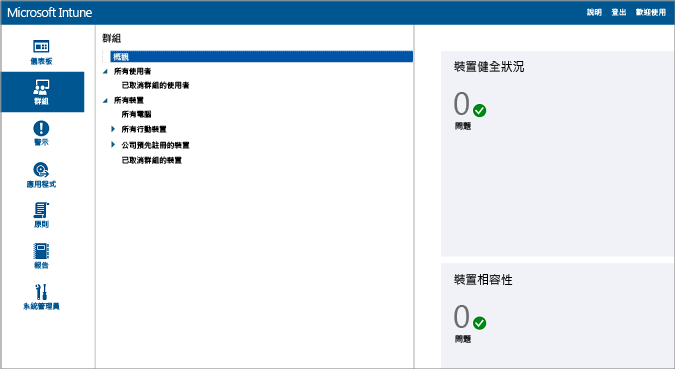 Microsoft Intune
說明 登出 歡迎使用
儀表板
群組
警示
應用程式
原則
報告
系統管理員
群組
概觀
所有使用者
已取消群組的使用者
所有裝置
所有電腦
所有行動裝置
公司預先註冊的裝置
已取消群組的裝置
裝置健全狀況
0
問題
裝置相容性
0
問題